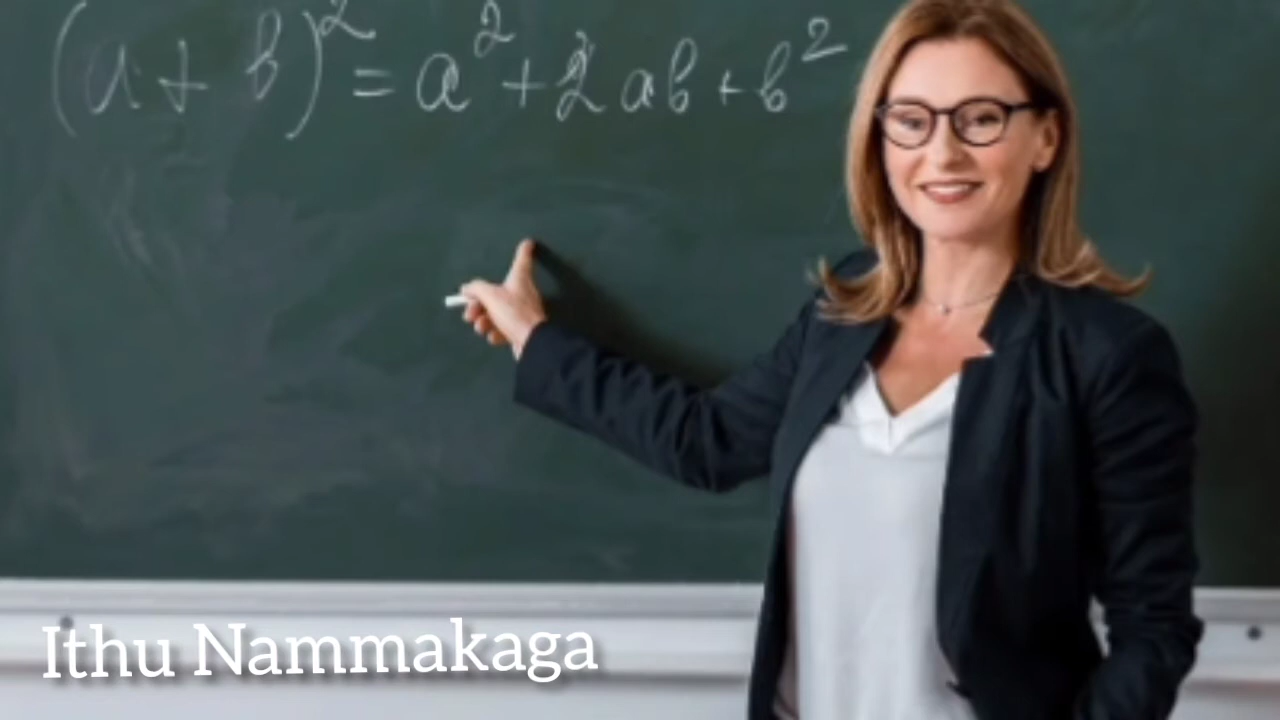 (a + b)² = a² + 2ab + b²
Ithu Nammakaga